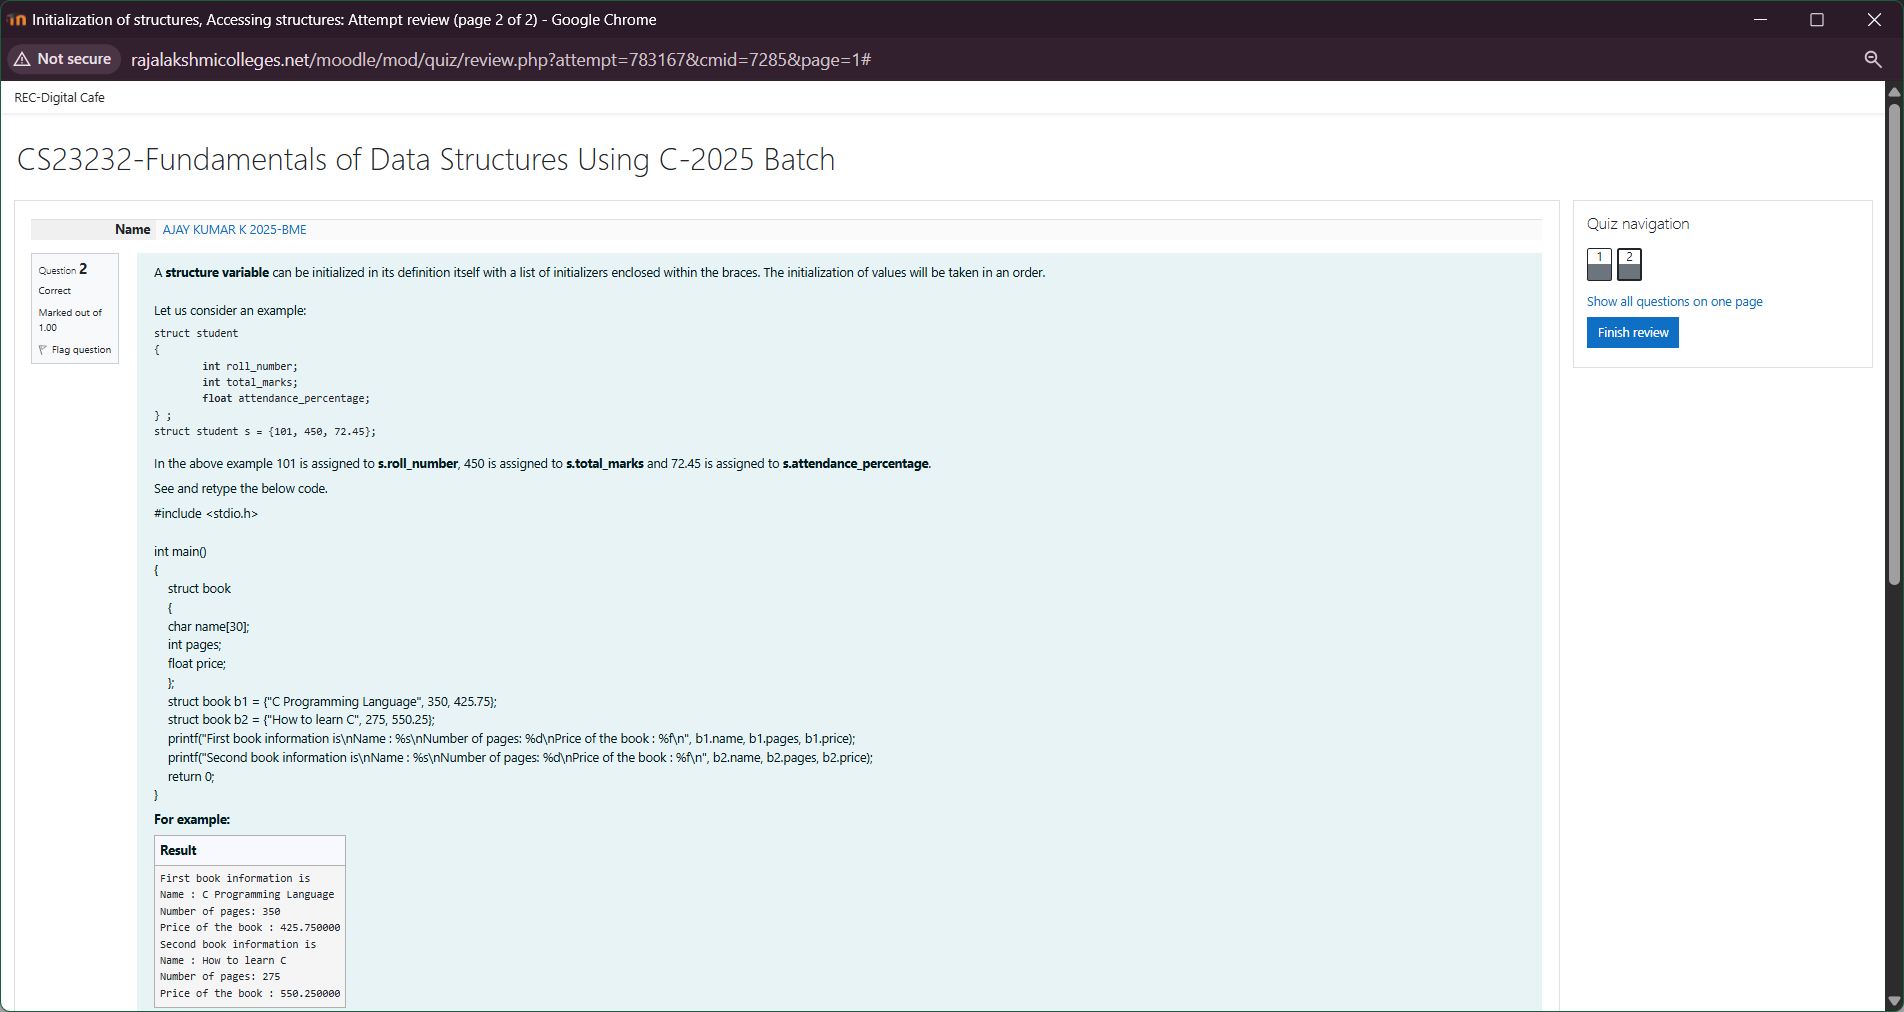 Initialization of structures, Accessing structures: Attempt review (page 2 of 2) - Google Chrome
Not secure rajalakshmicolleges.net/moodle/mod/quiz/review.php?attempt=783167&cmid=7285&page=1#
REC-Digital Cafe
CS23232-Fundamentals of Data Structures Using C-2025 Batch
Name AJAY KUMAR K 2025-BME
Question 2
Correct
Marked out of
1.00
Flag question
A structure variable can be initialized in its definition itself with a list of initializers enclosed within the braces. The initialization of values will be taken in an order.
Let us consider an example:
struct student
{
int roll_number;
int total_marks;
float attendance_percentage;
} ;
struct student s = {101, 450, 72.45};
In the above example 101 is assigned to s.roll_number, 450 is assigned to s.total_marks and 72.45 is assigned to s.attendance_percentage.
See and retype the below code.
#include <stdio.h>
int main()
{
struct book
{
char name[30];
int pages;
float price;
};
struct book b1 = {"C Programming Language", 350, 425.75};
struct book b2 = {"How to learn C", 275, 550.25};
printf("First book information is\nName : %s\nNumber of pages: %d\nPrice of the book : %f\n", b1.name, b1.pages, b1.price);
printf("Second book information is\nName : %s\nNumber of pages: %d\nPrice of the book : %f\n", b2.name, b2.pages, b2.price);
return 0;
}
For example:
Result
First book information is
Name : C Programming Language
Number of pages: 350
Price of the book : 425.750000
Second book information is
Name : How to learn C
Number of pages: 275
Price of the book : 550.250000
Quiz navigation
1 2
Show all questions on one page
Finish review